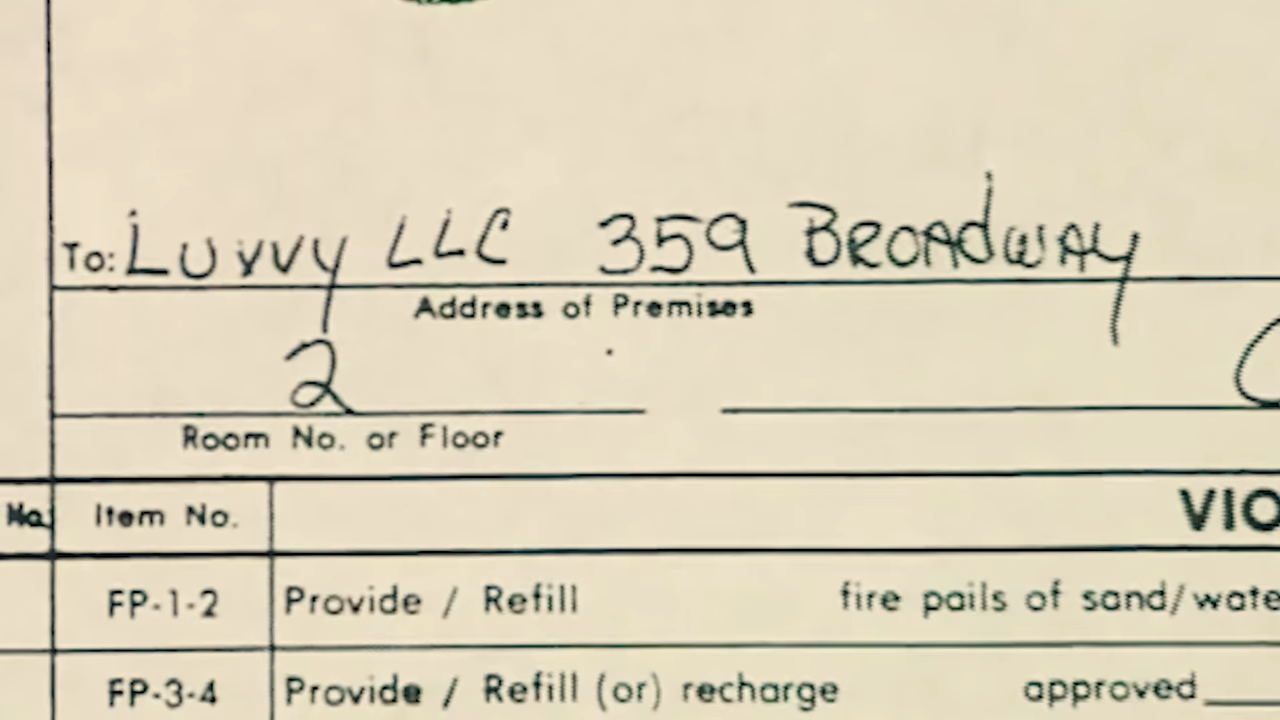 To: Luvvy LLC 359 BROADWAY
Address of Premises
2
Room No. or Floor
No. Item No. VIO
FP-1-2 Provide / Refill fire pails of sand/wate
FP-3-4 Provide / Refill (or) recharge approved